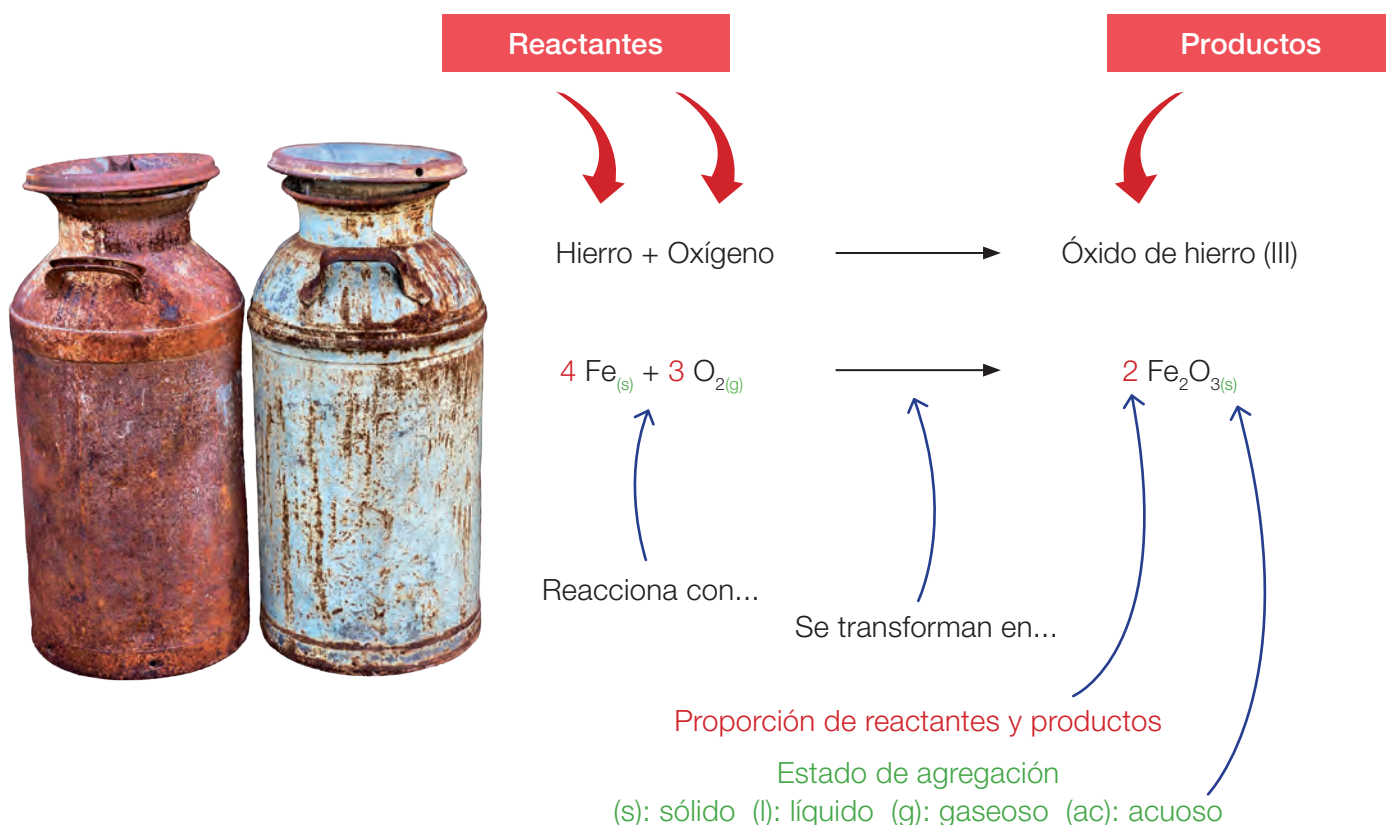 Reactantes
Productos
Hierro + Oxígeno
Óxido de hierro (III)
4 Fe(s) + 3 O2(g)
2 Fe2O3(s)
Reacciona con...
Se transforman en...
Proporción de reactantes y productos
Estado de agregación
(s): sólido (l): líquido (g): gaseoso (ac): acuoso